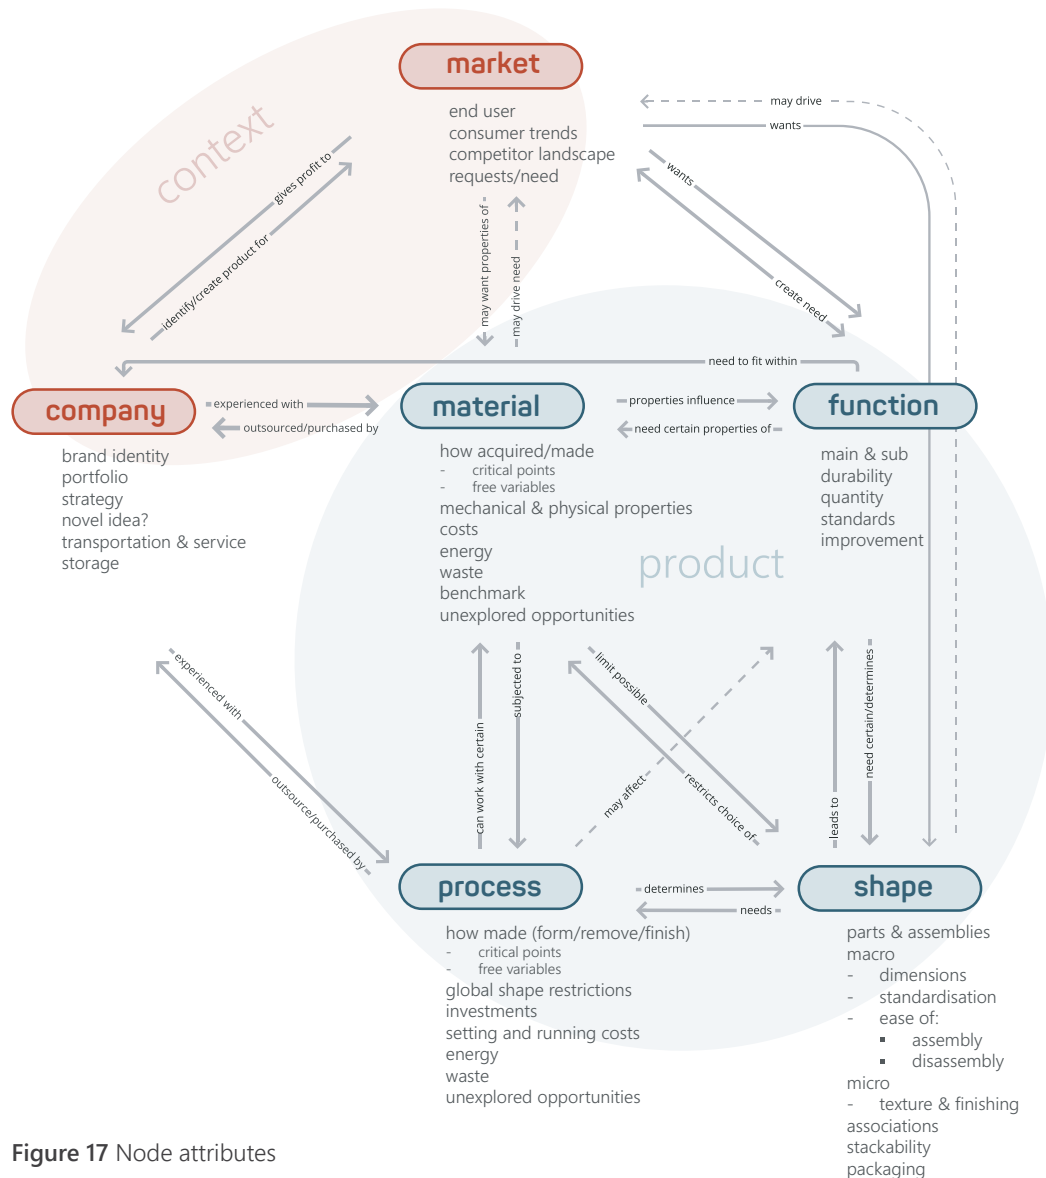 market
context
end user
consumer trends
competitor landscape
requests/need
may drive
wants
gives profit to
identify/create product for
wants
create need
may want properties of
may drive need
need to fit within
company
experienced with
outsourced/purchased by
material
properties influence
need certain properties of
function
brand identity
portfolio
strategy
novel idea?
transportation & service
storage
how acquired/made
- critical points
- free variables
mechanical & physical properties
costs
energy
waste
benchmark
unexplored opportunities
main & sub
durability
quantity
standards
improvement
product
experienced with
outsource/purchased by
can work with certain
subjected to
limit possible
restricts choice of
may affect
leads to
need certain/determines
process
determines
needs
shape
how made (form/remove/finish)
- critical points
- free variables
global shape restrictions
investments
setting and running costs
energy
waste
unexplored opportunities
parts & assemblies
macro
- dimensions
- standardisation
- ease of:
▪ assembly
▪ disassembly
micro
- texture & finishing
associations
stackability
packaging
Figure 17 Node attributes